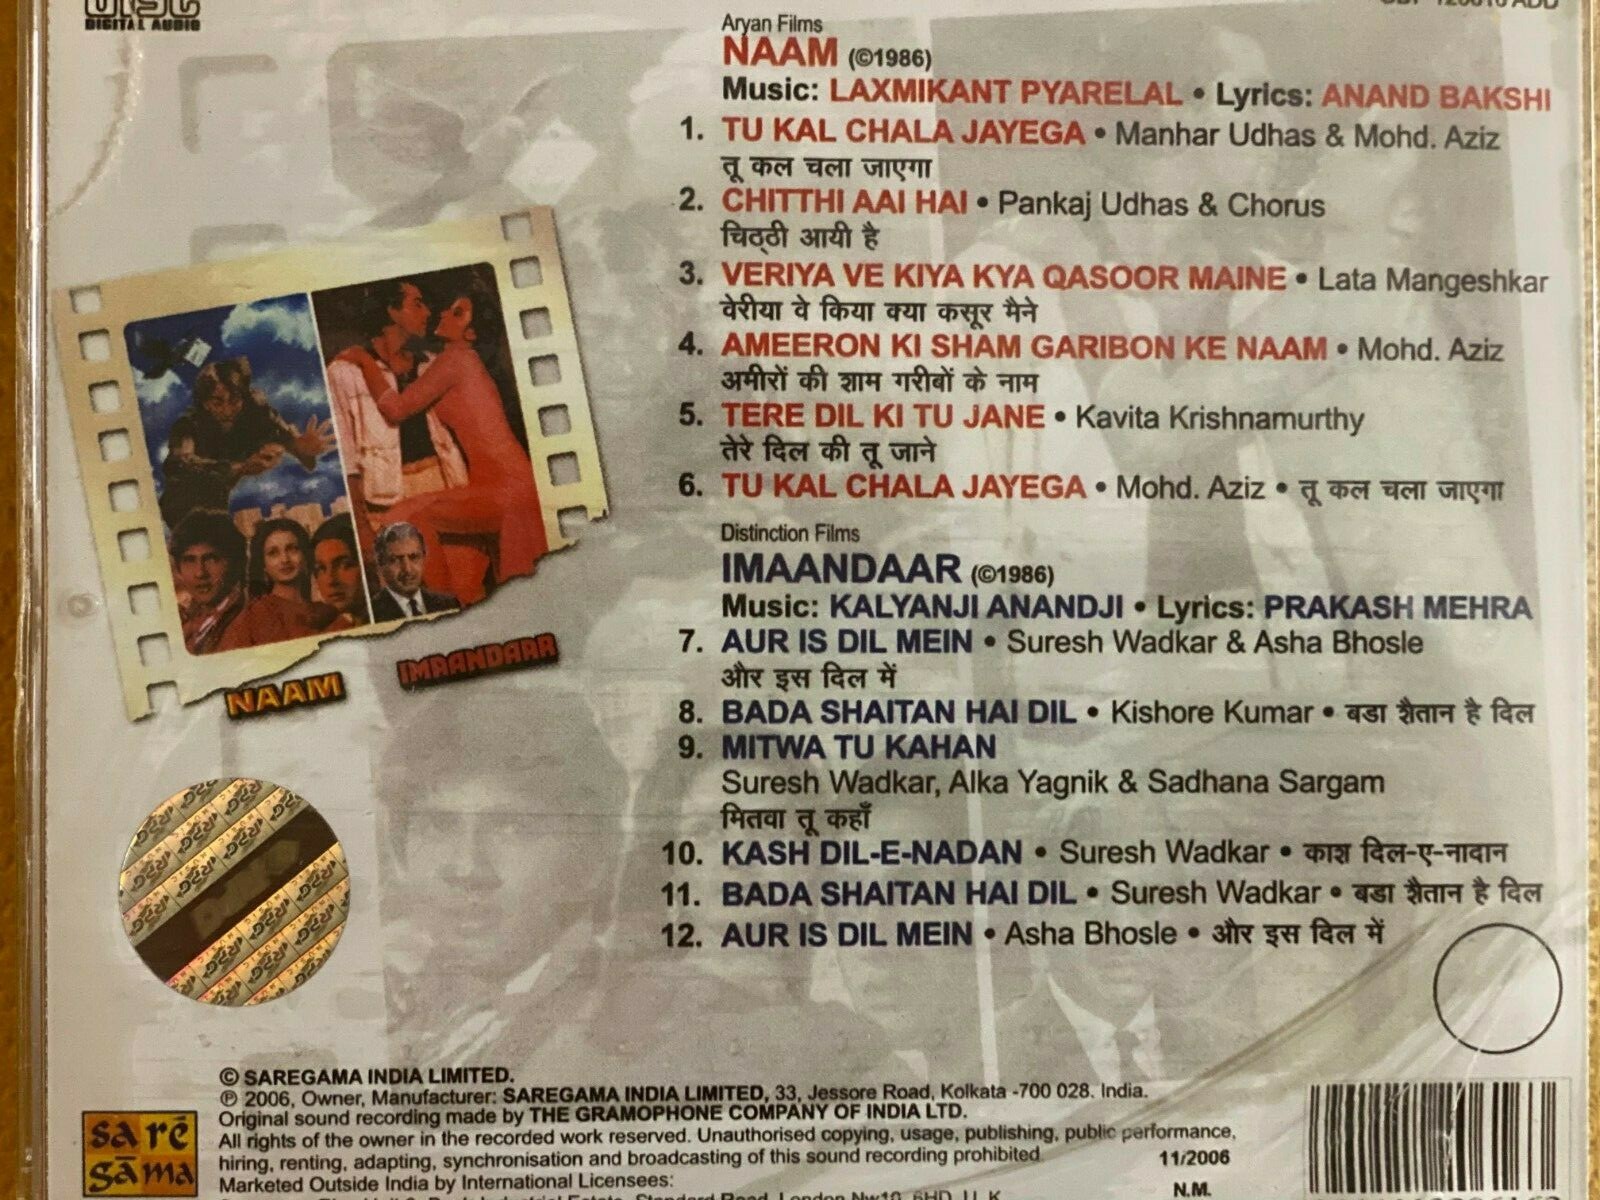 DIGITAL AUDIO
Aryan Films
NAAM (©1986)
Music: LAXMIKANT PYARELAL • Lyrics: ANAND BAKSHI
1. TU KAL CHALA JAYEGA • Manhar Udhas & Mohd. Aziz
तू कल चला जाएगा
2. CHITTHI AAI HAI • Pankaj Udhas & Chorus
चिठ्ठी आयी है
3. VERIYA VE KIYA KYA QASOOR MAINE • Lata Mangeshkar
वेरीया वे किया क्या कसूर मैने
4. AMEERON KI SHAM GARIBON KE NAAM • Mohd. Aziz
अमीरों की शाम गरीबों के नाम
5. TERE DIL KI TU JANE • Kavita Krishnamurthy
तेरे दिल की तू जाने
6. TU KAL CHALA JAYEGA • Mohd. Aziz • तू कल चला जाएगा
Distinction Films
IMAANDAAR (©1986)
Music: KALYANJI ANANDJI • Lyrics: PRAKASH MEHRA
7. AUR IS DIL MEIN • Suresh Wadkar & Asha Bhosle
और इस दिल में
8. BADA SHAITAN HAI DIL • Kishore Kumar • बडा शैतान है दिल
9. MITWA TU KAHAN
Suresh Wadkar, Alka Yagnik & Sadhana Sargam
मितवा तू कहाँ
10. KASH DIL-E-NADAN • Suresh Wadkar • काश दिल-ए-नादान
11. BADA SHAITAN HAI DIL • Suresh Wadkar • बडा शैतान है दिल
12. AUR IS DIL MEIN • Asha Bhosle • और इस दिल में
NAAM
IMAANDAAR
© SAREGAMA INDIA LIMITED.
℗ 2006, Owner, Manufacturer: SAREGAMA INDIA LIMITED, 33, Jessore Road, Kolkata -700 028. India.
Original sound recording made by THE GRAMOPHONE COMPANY OF INDIA LTD.
All rights of the owner in the recorded work reserved. Unauthorised copying, usage, publishing, public performance,
hiring, renting, adapting, synchronisation and broadcasting of this sound recording prohibited
11/2006
Marketed Outside India by International Licensees:
N.M.
sa rē
gāma